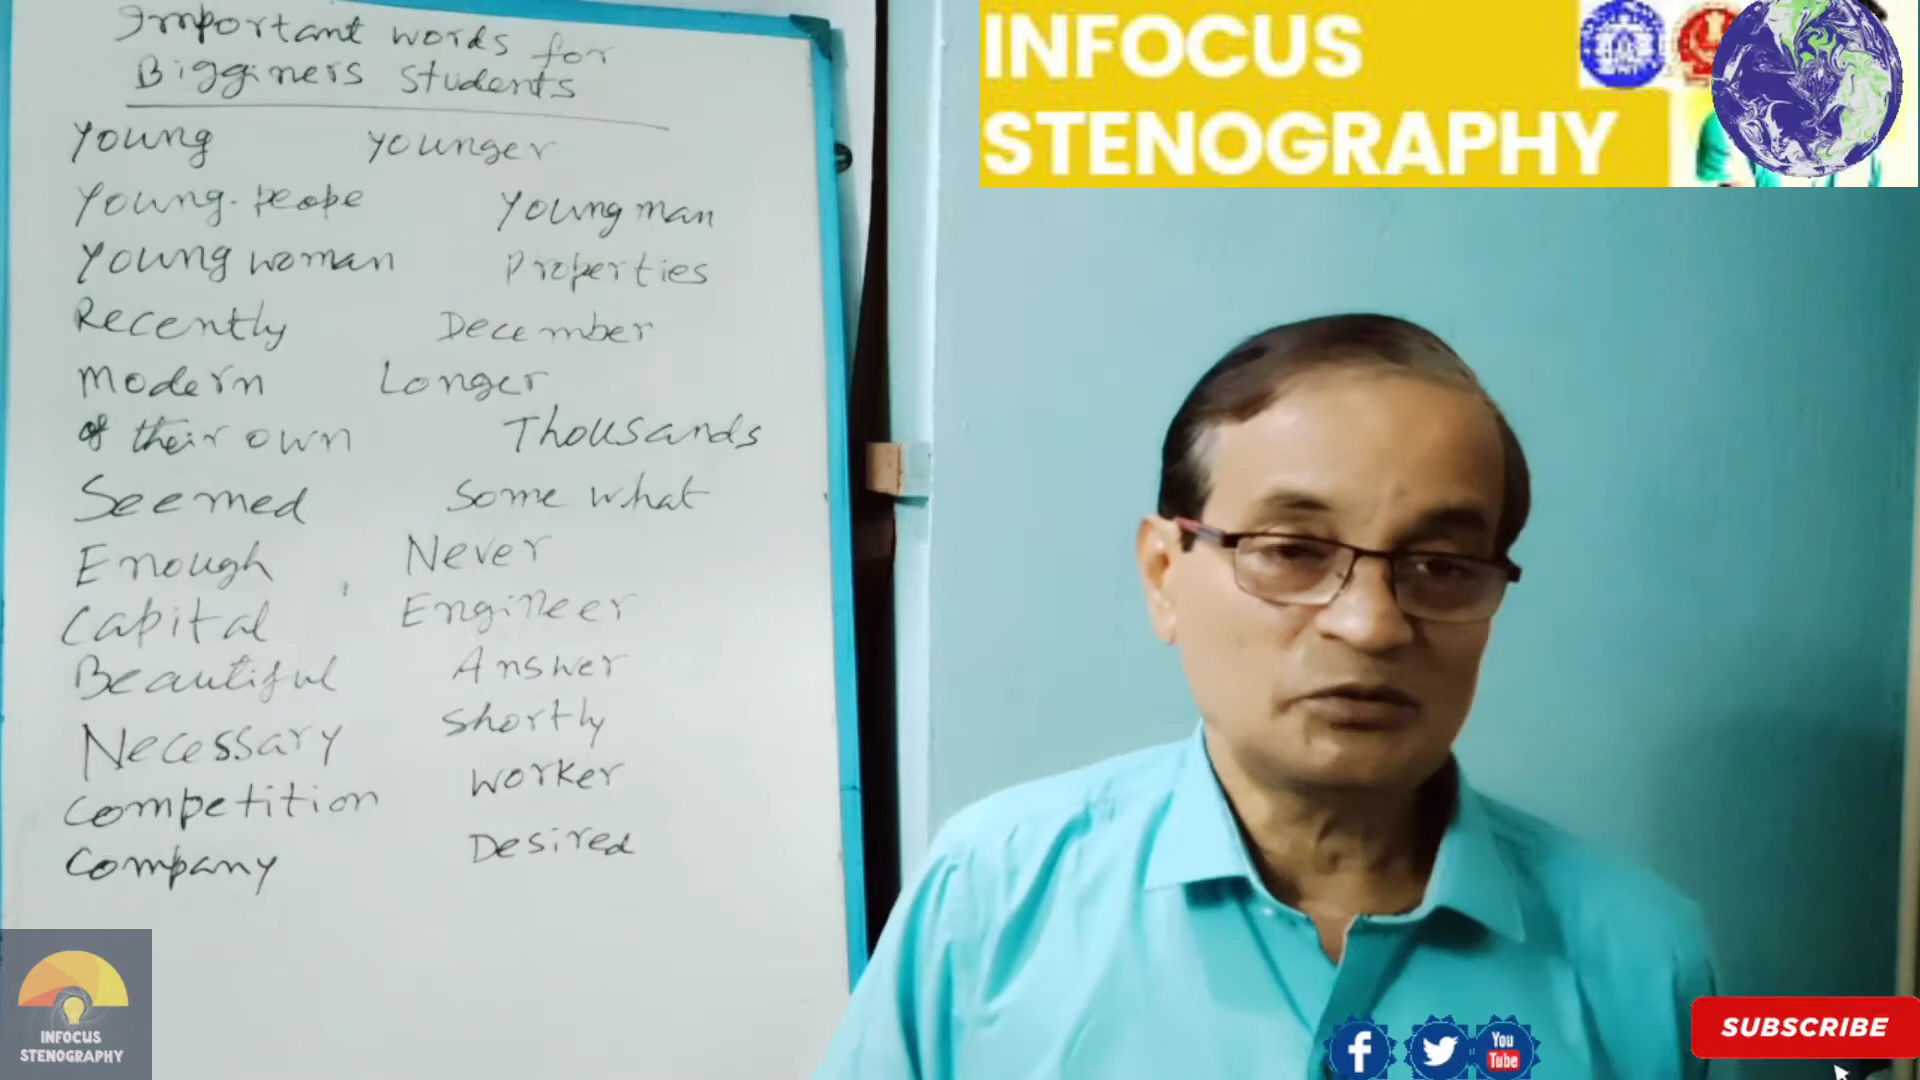 Important words for
Bigginers students
Young Younger
Young. peope Young man
Young woman Properties
Recently December
Modern Longer
of their own Thousands
Seemed Some what
Enough Never
Capital Engineer
Beautiful Answer
Necessary Shortly
Competition Worker
Company Desired
INFOCUS
STENOGRAPHY
INFOCUS
STENOGRAPHY
You
Tube
SUBSCRIBE